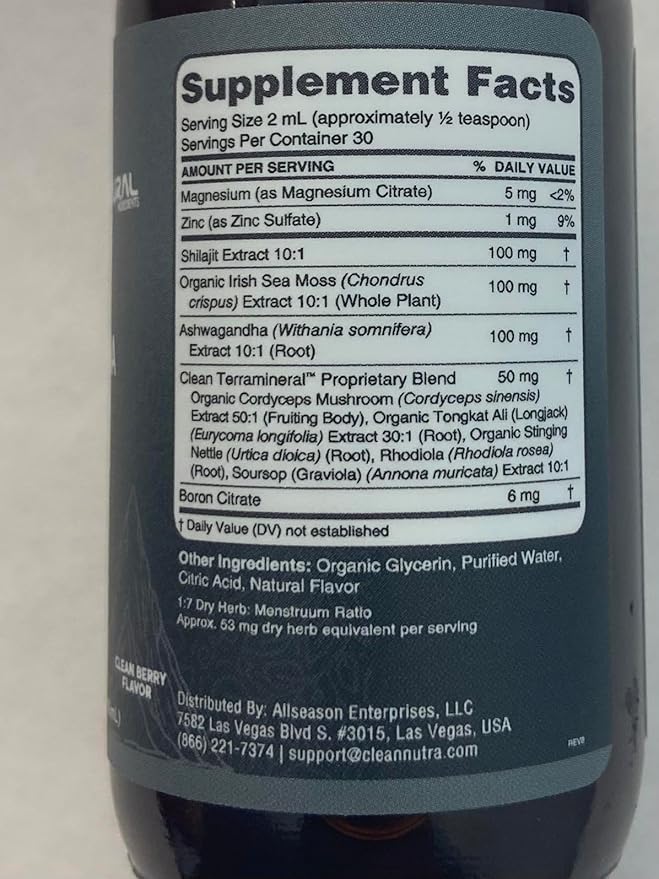 Supplement Facts
Serving Size 2 mL (approximately ½ teaspoon)
Servings Per Container 30
AMOUNT PER SERVING % DAILY VALUE
Magnesium (as Magnesium Citrate) 5 mg <2%
Zinc (as Zinc Sulfate) 1 mg 9%
Shilajit Extract 10:1 100 mg †
Organic Irish Sea Moss (Chondrus
crispus) Extract 10:1 (Whole Plant) 100 mg †
Ashwagandha (Withania somnifera)
Extract 10:1 (Root) 100 mg †
Clean Terramineral™ Proprietary Blend 50 mg †
Organic Cordyceps Mushroom (Cordyceps sinensis)
Extract 50:1 (Fruiting Body), Organic Tongkat Ali (Longjack)
(Eurycoma longifolia) Extract 30:1 (Root), Organic Stinging
Nettle (Urtica dioica) (Root), Rhodiola (Rhodiola rosea)
(Root), Soursop (Graviola) (Annona muricata) Extract 10:1
Boron Citrate 6 mg †
† Daily Value (DV) not established
Other Ingredients: Organic Glycerin, Purified Water,
Citric Acid, Natural Flavor
1:7 Dry Herb: Menstruum Ratio
Approx. 53 mg dry herb equivalent per serving
CLEAN BERRY
FLAVOR
Distributed By: Allseason Enterprises, LLC
7582 Las Vegas Blvd S. #3015, Las Vegas, USA
(866) 221-7374 | support@cleannutra.com